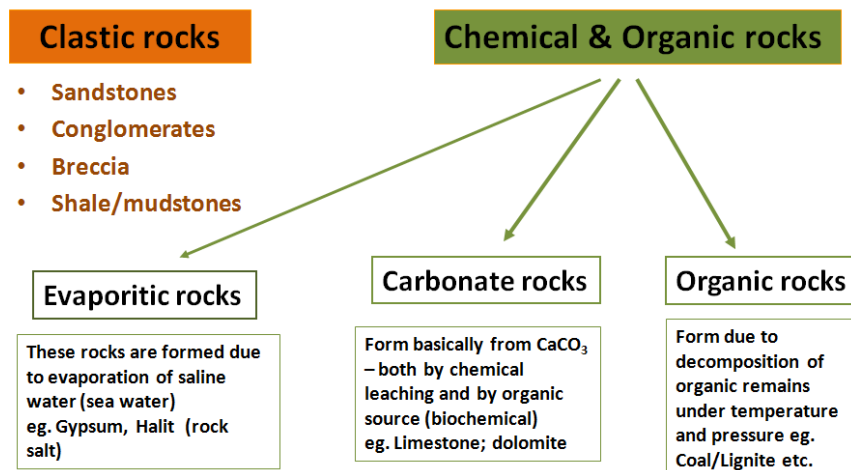 Clastic rocks
Chemical & Organic rocks
• Sandstones
• Conglomerates
• Breccia
• Shale/mudstones
Evaporitic rocks
These rocks are formed due
to evaporation of saline
water (sea water)
eg. Gypsum, Halit (rock
salt)
Carbonate rocks
Form basically from CaCO₃
– both by chemical
leaching and by organic
source (biochemical)
eg. Limestone; dolomite
Organic rocks
Form due to
decomposition of
organic remains
under temperature
and pressure eg.
Coal/Lignite etc.